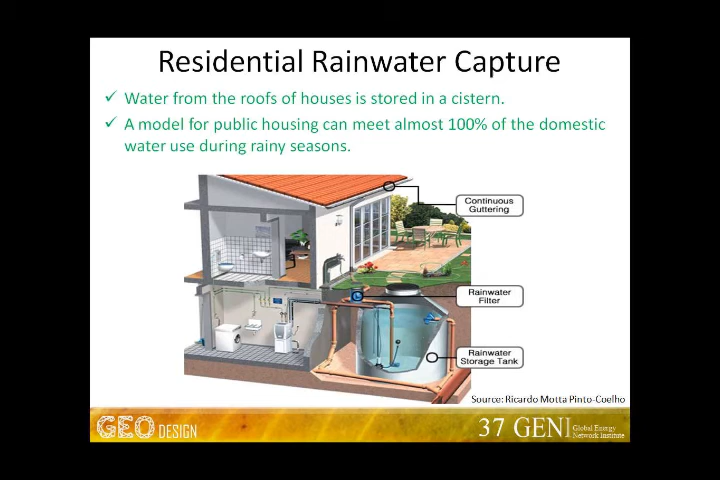 Residential Rainwater Capture
✓ Water from the roofs of houses is stored in a cistern.
✓ A model for public housing can meet almost 100% of the domestic
water use during rainy seasons.
Continuous
Guttering
Rainwater
Filter
Rainwater
Storage Tank
Source: Ricardo Motta Pinto-Coelho
GEO DESIGN
37 GENI Global Energy
Network Institute